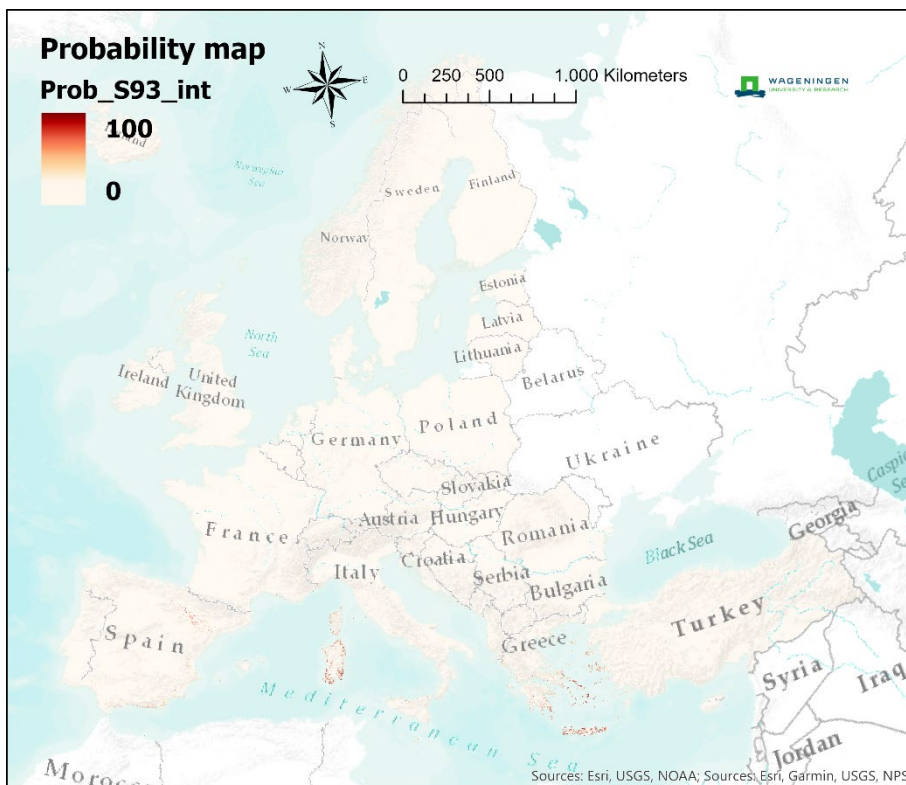 Probability map
Prob_S93_int
100
0
N
W
E
S
0 250 500 1.000 Kilometers
WAGENINGEN
UNIVERSITY & RESEARCH
Norwegian
Sea
Sweden
Finland
Norway
Estonia
Latvia
Lithuania
North
Sea
Ireland
United
Kingdom
Belarus
Germany
Poland
Ukraine
Slovakia
Austria
Hungary
France
Romania
Croatia
Italy
Serbia
Bulgaria
Black Sea
Georgia
Spain
Greece
Turkey
Syria
Iraq
Mediterranean Sea
Jordan
Sources: Esri, USGS, NOAA; Sources: Esri, Garmin, USGS, NPS